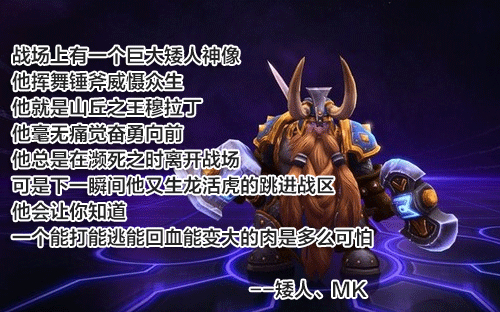 战场上有一个巨大矮人神像
他挥舞锤斧威慑众生
他就是山丘之王穆拉丁
他毫无痛觉奋勇向前
他总是在濒死之时离开战场
可是下一瞬间他又生龙活虎的跳进战区
他会让你知道
一个能打能逃能回血能变大的肉是多么可怕
--矮人、MK